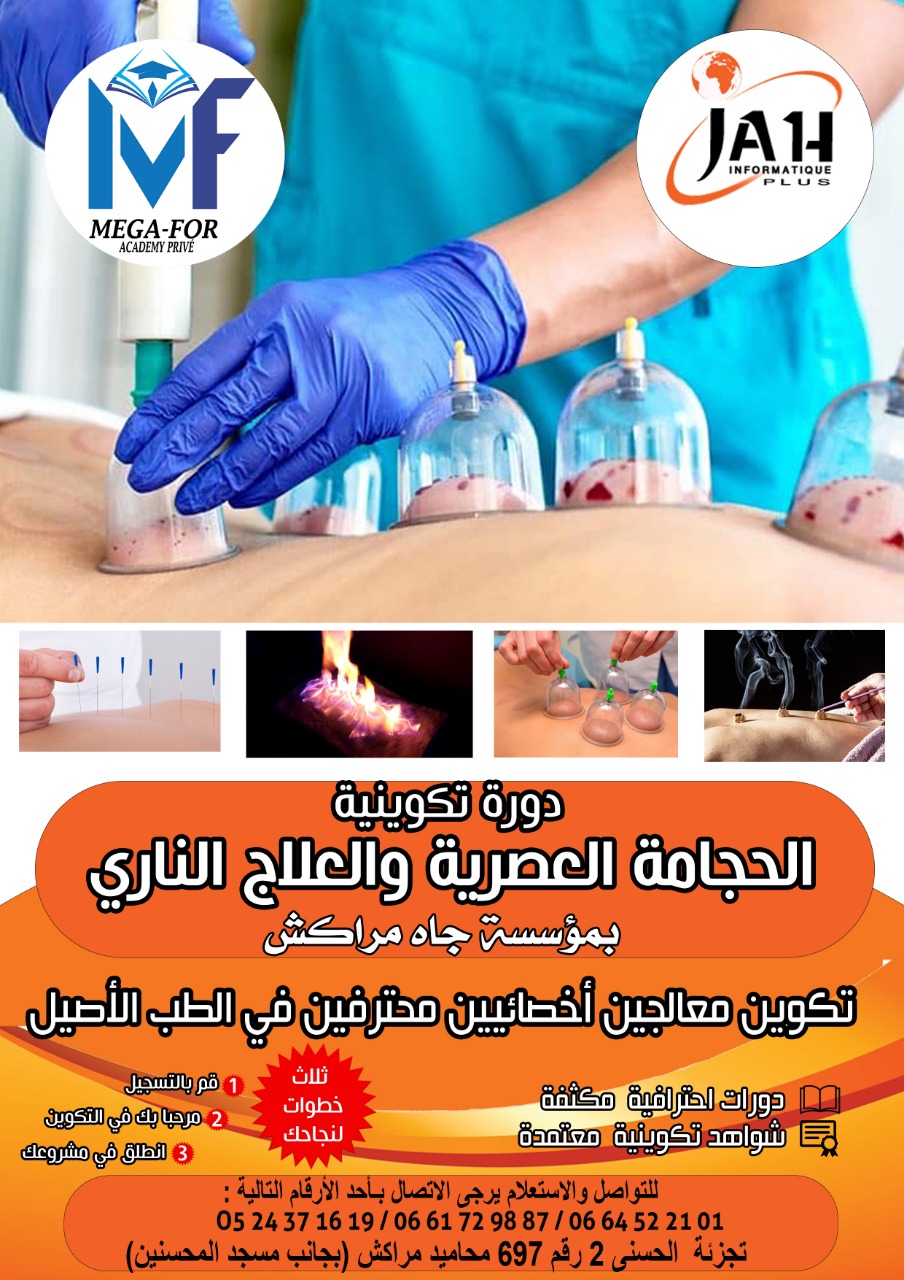 MF
MEGA-FOR
ACADEMY PRIVÉ
JAH
INFORMATIQUE
PLUS
دورة تكوينية
الحجامة العصرية والعلاج الناري
بمؤسسة جاه مراكش
تكوين معالجين أخصائيين محترفين في الطب الأصيل
دورات احترافية مكثفة
شواهد تكوينية معتمدة
ثلاث
خطوات
لنجاحك
1 قم بالتسجيل
2 مرحبا بك في التكوين
3 انطلق في مشروعك
للتواصل والاستعلام يرجى الاتصال بأحد الأرقام التالية :
05 24 37 16 19 / 06 61 72 98 87 / 06 64 52 21 01
تجزئة الحسنى 2 رقم 697 محاميد مراكش (بجانب مسجد المحسنين)